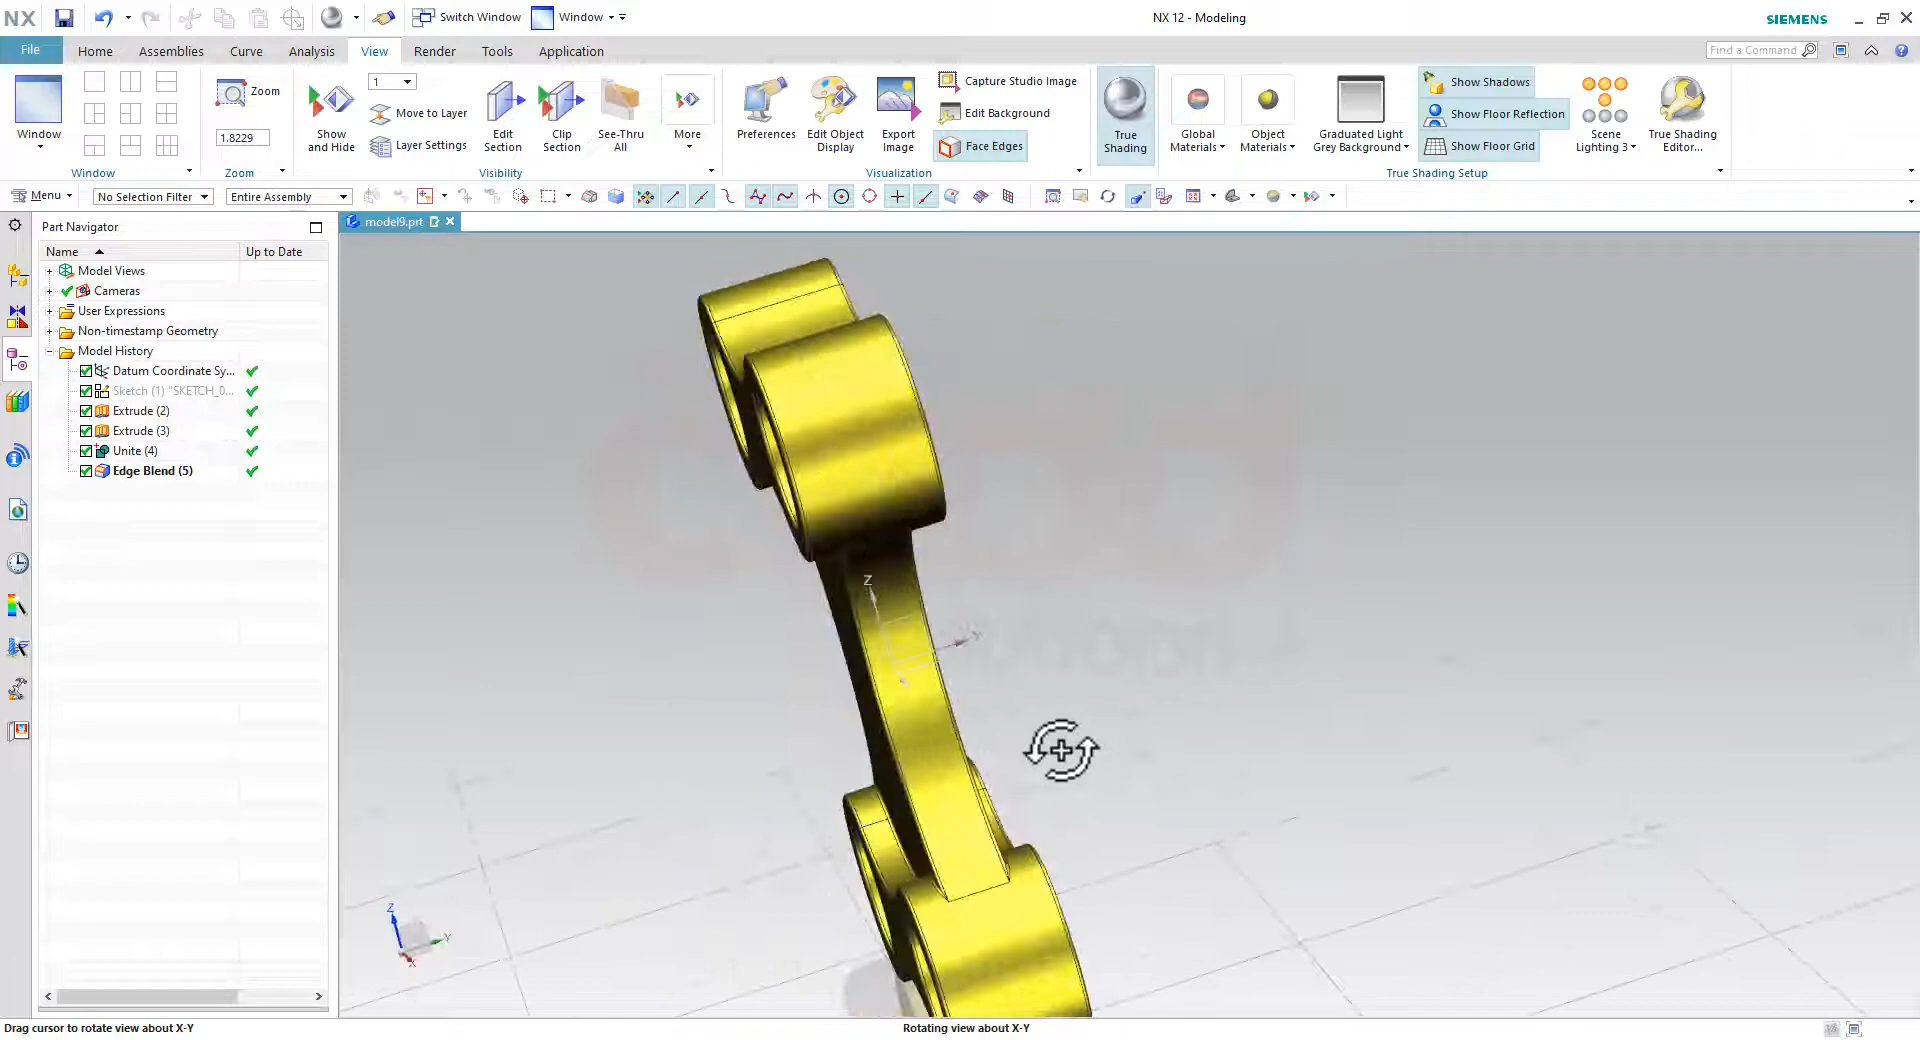 NX
Switch Window
Window
NX 12 - Modeling
SIEMENS
File
Home
Assemblies
Curve
Analysis
View
Render
Tools
Application
Find a Command
Window
Zoom
1.8229
Show
and Hide
1
Move to Layer
Layer Settings
Edit
Section
Clip
Section
See-Thru
All
More
Preferences
Edit Object
Display
Export
Image
Capture Studio Image
Edit Background
Face Edges
True
Shading
Global
Materials
Object
Materials
Graduated Light
Grey Background
Show Shadows
Show Floor Reflection
Show Floor Grid
Scene
Lighting 3
True Shading
Editor...
Window
Zoom
Visibility
Visualization
True Shading Setup
Menu
No Selection Filter
Entire Assembly
Part Navigator
model9.prt
Name
Up to Date
Model Views
Cameras
User Expressions
Non-timestamp Geometry
Model History
Datum Coordinate Sy...
Sketch (1) "SKETCH_0...
Extrude (2)
Extrude (3)
Unite (4)
Edge Blend (5)
Z
Y
Z
Y
X
Drag cursor to rotate view about X-Y
Rotating view about X-Y